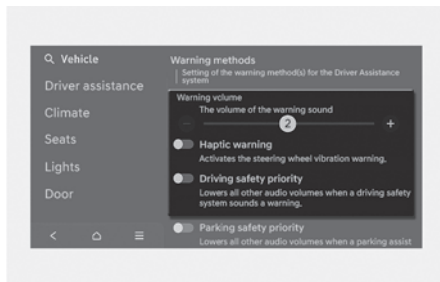 Vehicle
Driver assistance
Climate
Seats
Lights
Door
Warning methods
Setting of the warning method(s) for the Driver Assistance
system
Warning volume
The volume of the warning sound
2
Haptic warning
Activates the steering wheel vibration warning.
Driving safety priority
Lowers all other audio volumes when a driving safety
system sounds a warning.
Parking safety priority
Lowers all other audio volumes when a parking assist